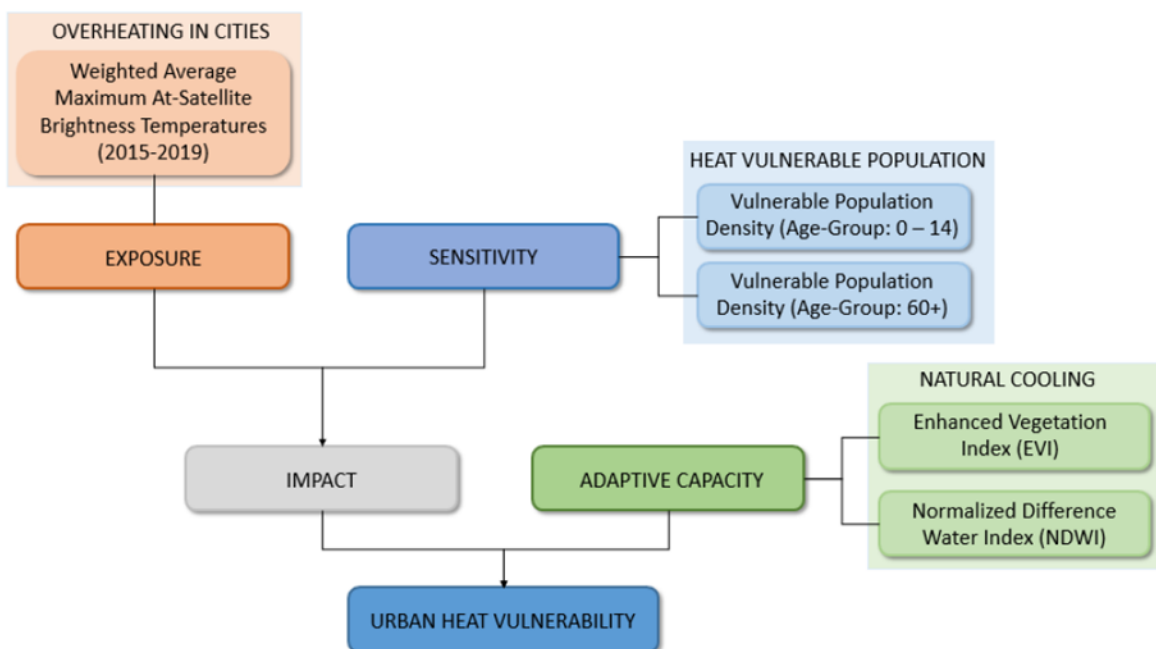 OVERHEATING IN CITIES
Weighted Average
Maximum At-Satellite
Brightness Temperatures
(2015-2019)
EXPOSURE
SENSITIVITY
HEAT VULNERABLE POPULATION
Vulnerable Population
Density (Age-Group: 0 – 14)
Vulnerable Population
Density (Age-Group: 60+)
IMPACT
ADAPTIVE CAPACITY
NATURAL COOLING
Enhanced Vegetation
Index (EVI)
Normalized Difference
Water Index (NDWI)
URBAN HEAT VULNERABILITY